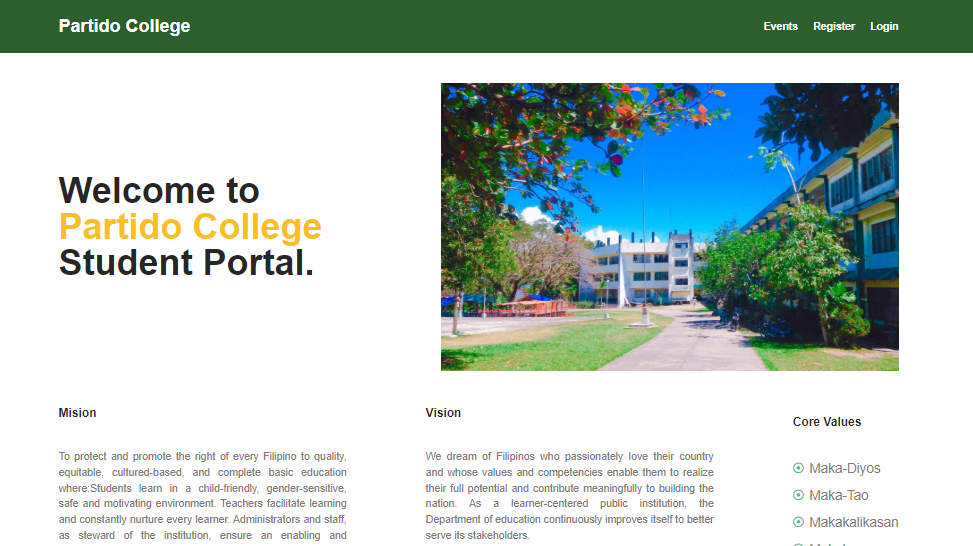 Partido College
Events Register Login
Welcome to
Partido College
Student Portal.
Mision
To protect and promote the right of every Filipino to quality,
equitable, cultured-based, and complete basic education
where:Students learn in a child-friendly, gender-sensitive,
safe and motivating environment. Teachers facilitate learning
and constantly nurture every learner. Administrators and staff,
as steward of the institution, ensure an enabling and
Vision
We dream of Filipinos who passionately love their country
and whose values and competencies enable them to realize
their full potential and contribute meaningfully to building the
nation. As a learner-centered public institution, the
Department of education continuously improves itself to better
serve its stakeholders.
Core Values
Maka-Diyos
Maka-Tao
Makakalikasan